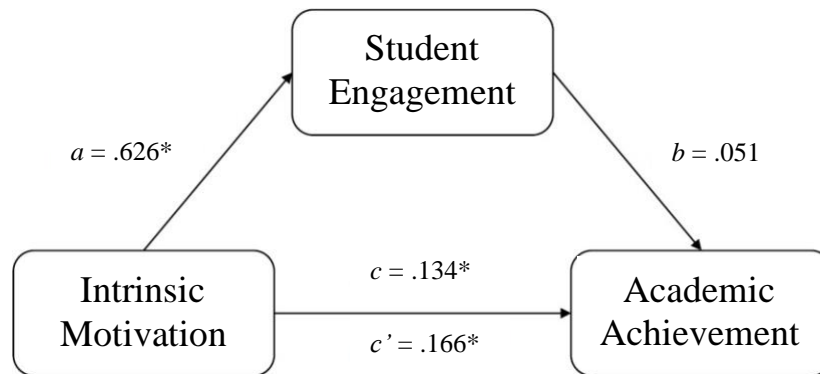 Student
Engagement
a = .626*
b = .051
Intrinsic
Motivation
c = .134*
c’ = .166*
Academic
Achievement